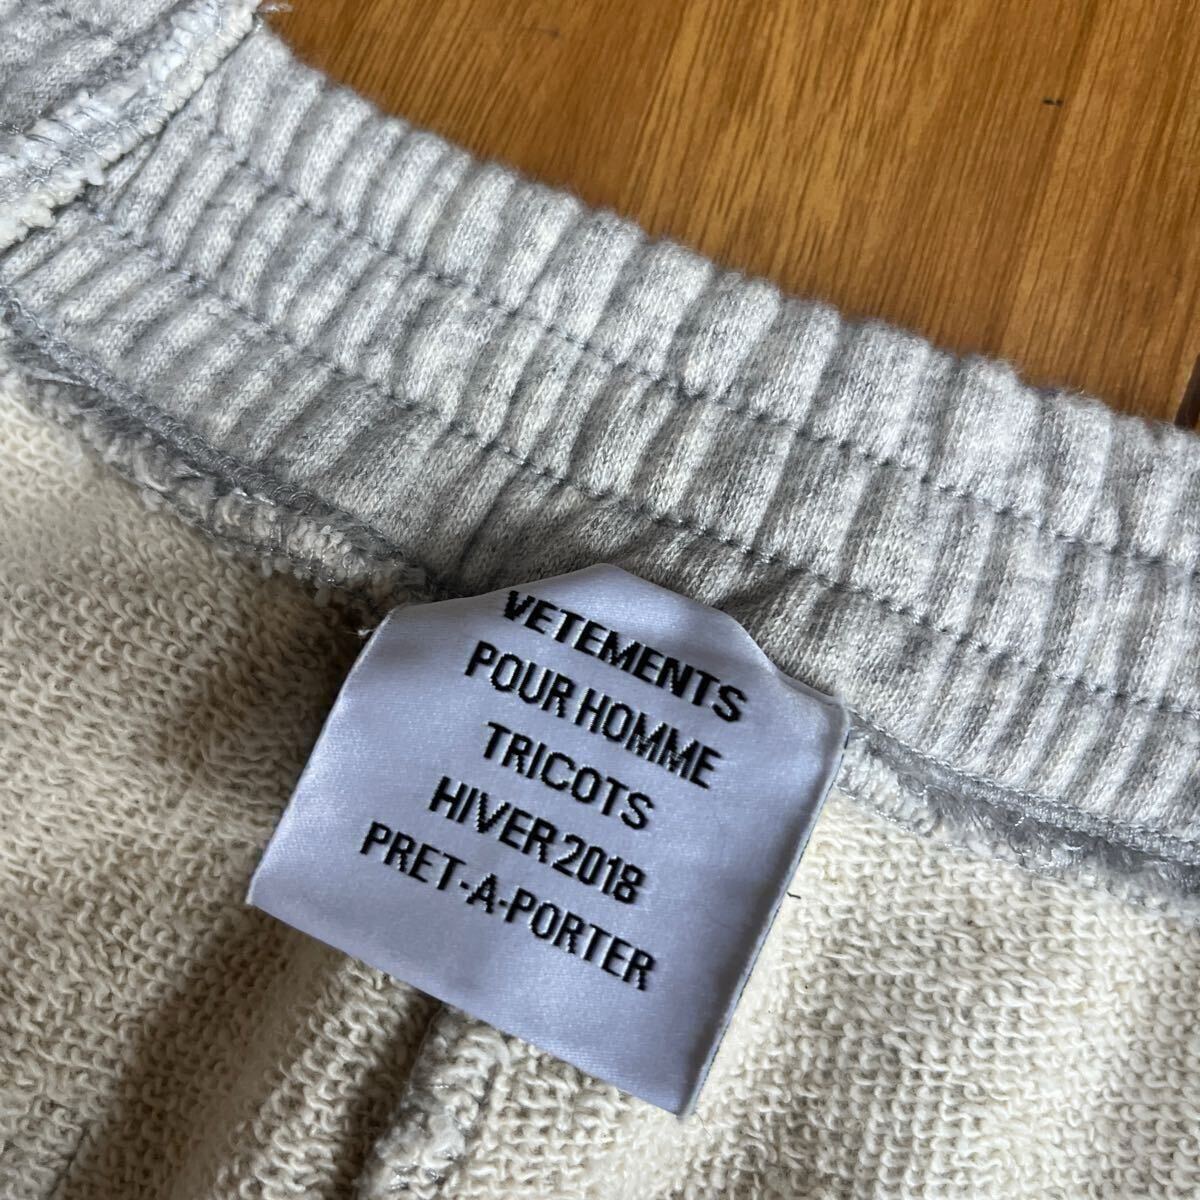 VETEMENTS
POUR HOMME
TRICOTS
HIVER 2018
PRET-A-PORTER